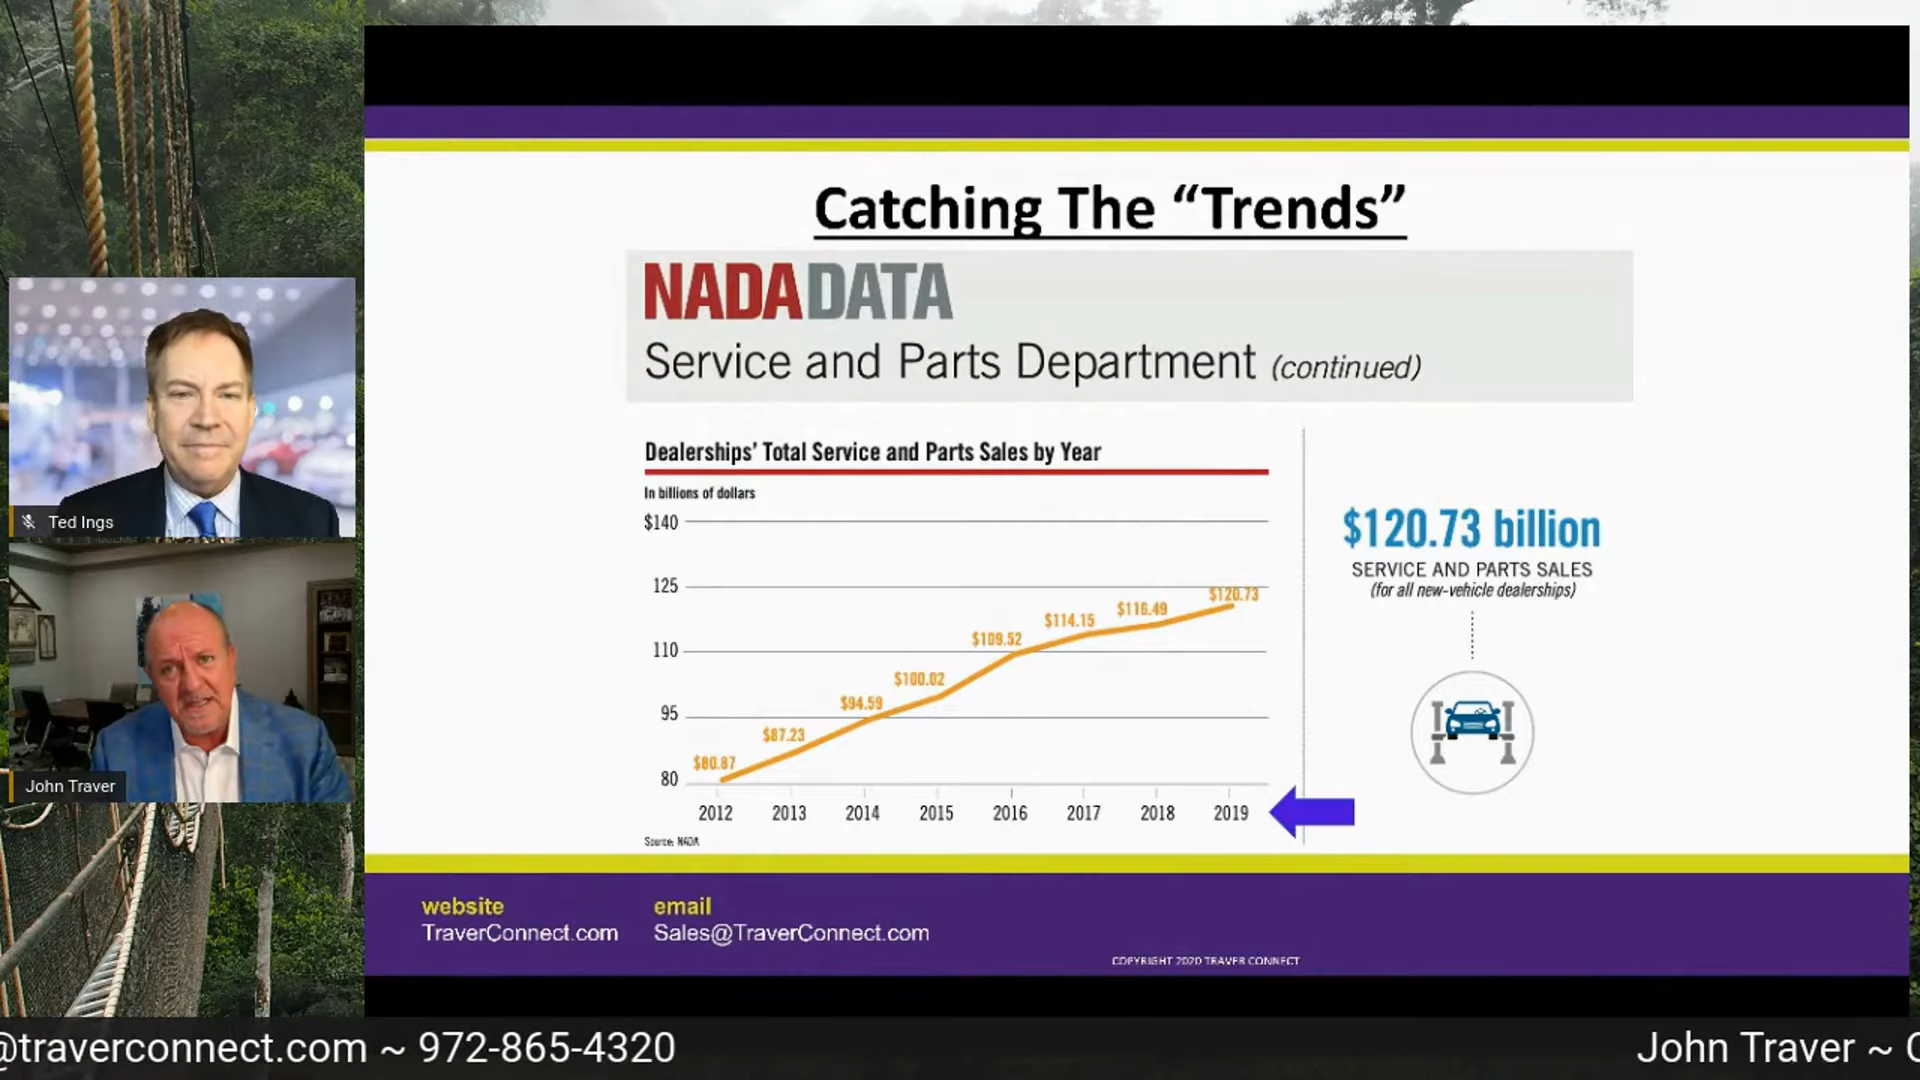 Catching The “Trends”
NADADATA
Service and Parts Department (continued)
Dealerships’ Total Service and Parts Sales by Year
In billions of dollars
$140
125
110
95
80
$80.87
$87.23
$94.59
$100.02
$109.52
$114.15
$116.49
$120.73
2012 2013 2014 2015 2016 2017 2018 2019
Source: NADA
$120.73 billion
SERVICE AND PARTS SALES
(for all new-vehicle dealerships)
Ted Ings
John Traver
website
TraverConnect.com
email
Sales@TraverConnect.com
COPYRIGHT 2020 TRAVER CONNECT
@traverconnect.com ~ 972-865-4320
John Traver ~